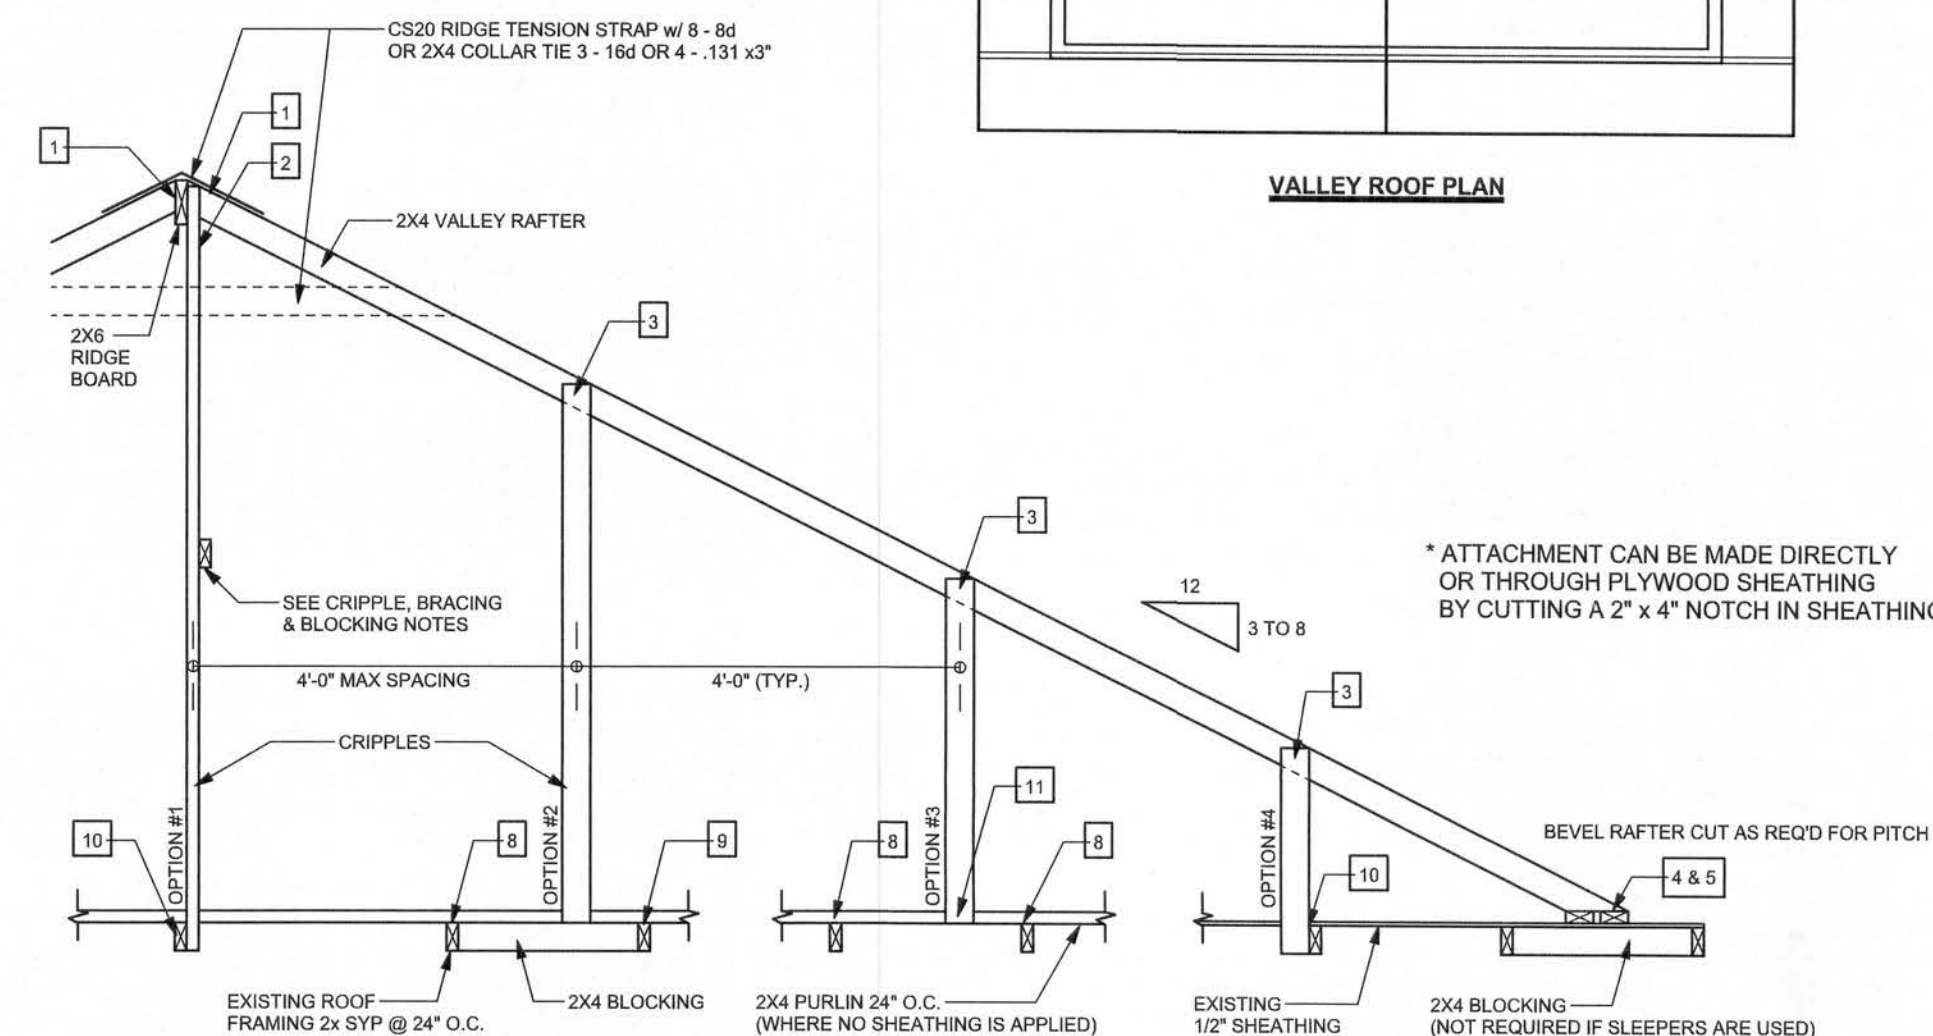 CS20 RIDGE TENSION STRAP w/ 8 - 8d
OR 2X4 COLLAR TIE 3 - 16d OR 4 - .131 x3"
1
1
2
VALLEY ROOF PLAN
2X4 VALLEY RAFTER
3
2X6
RIDGE
BOARD
3
* ATTACHMENT CAN BE MADE DIRECTLY
OR THROUGH PLYWOOD SHEATHING
BY CUTTING A 2" x 4" NOTCH IN SHEATHING
12
3 TO 8
SEE CRIPPLE, BRACING
& BLOCKING NOTES
4'-0" MAX SPACING
4'-0" (TYP.)
3
CRIPPLES
11
OPTION #1
OPTION #2
OPTION #3
OPTION #4
10
8
9
8
8
BEVEL RAFTER CUT AS REQ'D FOR PITCH
10
4 & 5
EXISTING ROOF
FRAMING 2x SYP @ 24" O.C.
2X4 BLOCKING
2X4 PURLIN 24" O.C.
(WHERE NO SHEATHING IS APPLIED)
EXISTING
1/2" SHEATHING
2X4 BLOCKING
(NOT REQUIRED IF SLEEPERS ARE USED)